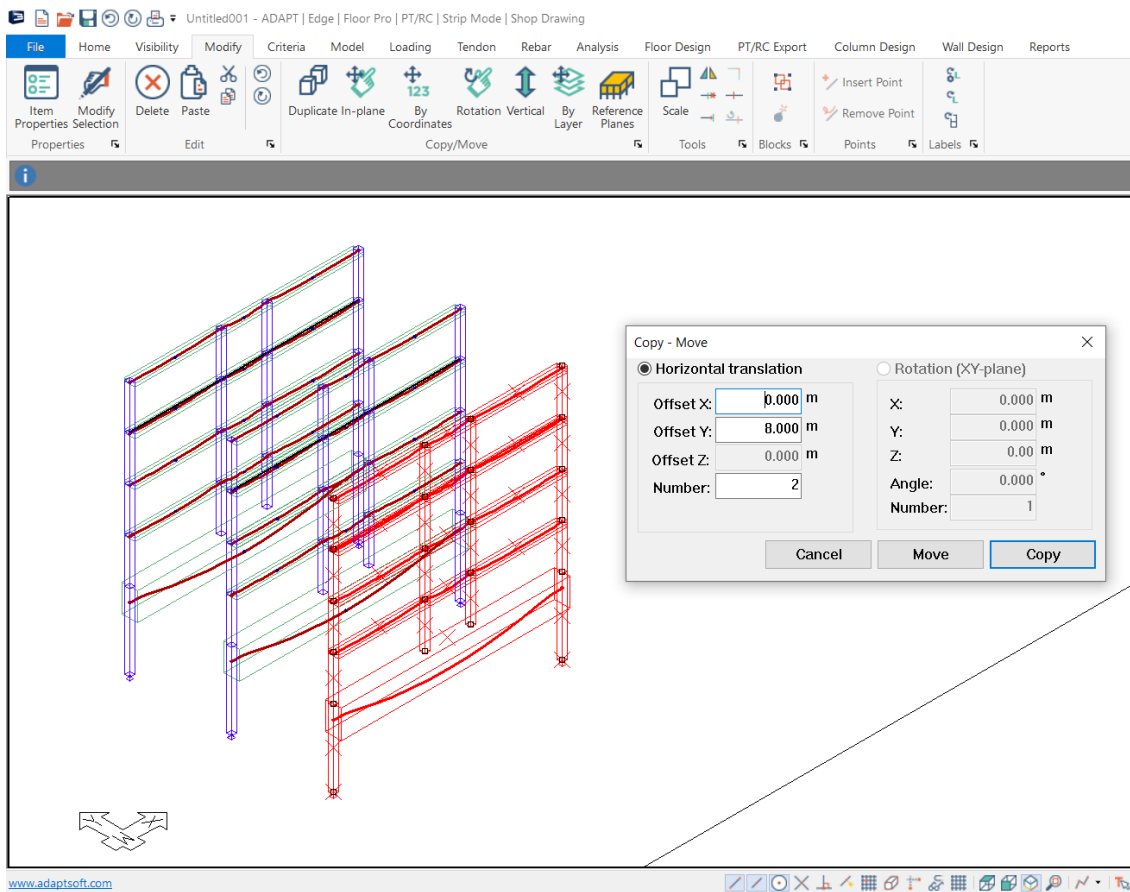 Untitled001 - ADAPT | Edge | Floor Pro | PT/RC | Strip Mode | Shop Drawing
File Home Visibility Modify Criteria Model Loading Tendon Rebar Analysis Floor Design PT/RC Export Column Design Wall Design Reports
Item Properties
Modify Selection
Properties
Delete
Paste
Edit
Duplicate
In-plane
123
By Coordinates
Rotation
Vertical
By Layer
Reference Planes
Copy/Move
Scale
Tools
Blocks
Insert Point
Remove Point
Points
Labels
i
Copy - Move
Horizontal translation
Offset X: 0.000 m
Offset Y: 8.000 m
Offset Z: 0.000 m
Number: 2
Rotation (XY-plane)
X: 0.000 m
Y: 0.000 m
Z: 0.00 m
Angle: 0.000 °
Number: 1
Cancel
Move
Copy
www.adaptsoft.com